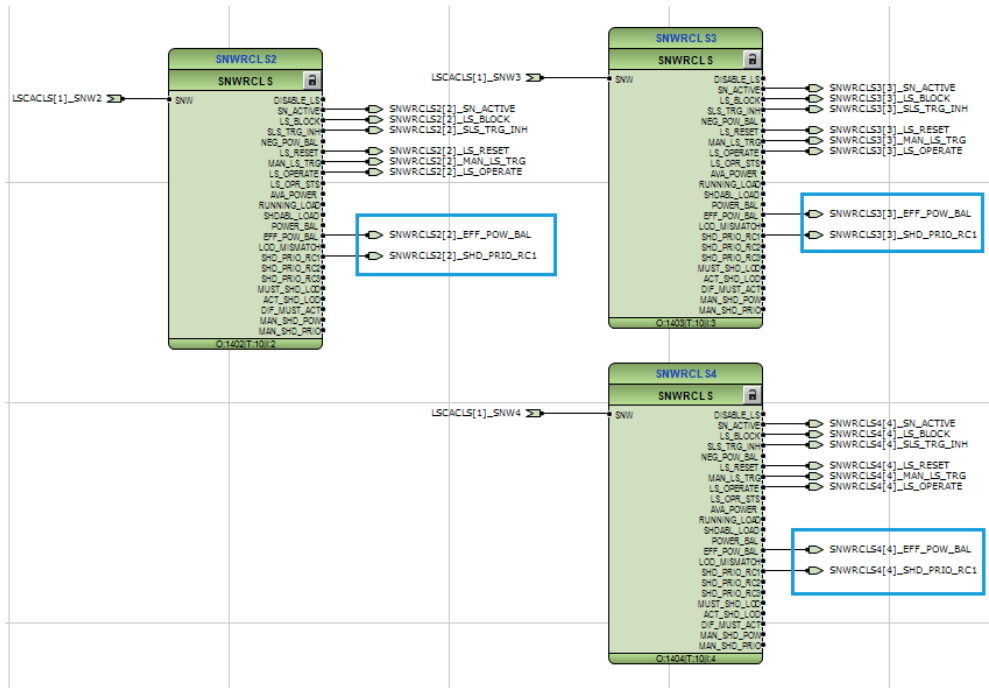 SNWRCLS2
SNWRCLS
LSCACLS[1]_SNW2
SNW
DISABLE_LS
SN_ACTIVE
LS_BLOCK
SLS_TRG_INH
NEG_POW_BAL
LS_RESET
MAN_LS_TRG
LS_OPERATE
LS_OPR_STS
AVA_POWER
RUNNING_LOAD
SHDABL_LOAD
POWER_BAL
EFF_POW_BAL
LOD_MISMATCH
SHD_PRIO_RC1
SHD_PRIO_RC2
SHD_PRIO_RC3
MUST_SHD_LOD
ACT_SHD_LOD
DIF_MUST_ACT
MAN_SHD_POW
MAN_SHD_PRIO
SNWRCLS2[2]_SN_ACTIVE
SNWRCLS2[2]_LS_BLOCK
SNWRCLS2[2]_SLS_TRG_INH
SNWRCLS2[2]_LS_RESET
SNWRCLS2[2]_MAN_LS_TRG
SNWRCLS2[2]_LS_OPERATE
SNWRCLS2[2]_EFF_POW_BAL
SNWRCLS2[2]_SHD_PRIO_RC1
O:1402|T:10|I:2
SNWRCLS3
SNWRCLS
LSCACLS[1]_SNW3
SNW
DISABLE_LS
SN_ACTIVE
LS_BLOCK
SLS_TRG_INH
NEG_POW_BAL
LS_RESET
MAN_LS_TRG
LS_OPERATE
LS_OPR_STS
AVA_POWER
RUNNING_LOAD
SHDABL_LOAD
POWER_BAL
EFF_POW_BAL
LOD_MISMATCH
SHD_PRIO_RC1
SHD_PRIO_RC2
SHD_PRIO_RC3
MUST_SHD_LOD
ACT_SHD_LOD
DIF_MUST_ACT
MAN_SHD_POW
MAN_SHD_PRIO
SNWRCLS3[3]_SN_ACTIVE
SNWRCLS3[3]_LS_BLOCK
SNWRCLS3[3]_SLS_TRG_INH
SNWRCLS3[3]_LS_RESET
SNWRCLS3[3]_MAN_LS_TRG
SNWRCLS3[3]_LS_OPERATE
SNWRCLS3[3]_EFF_POW_BAL
SNWRCLS3[3]_SHD_PRIO_RC1
O:1403|T:10|I:3
SNWRCLS4
SNWRCLS
LSCACLS[1]_SNW4
SNW
DISABLE_LS
SN_ACTIVE
LS_BLOCK
SLS_TRG_INH
NEG_POW_BAL
LS_RESET
MAN_LS_TRG
LS_OPERATE
LS_OPR_STS
AVA_POWER
RUNNING_LOAD
SHDABL_LOAD
POWER_BAL
EFF_POW_BAL
LOD_MISMATCH
SHD_PRIO_RC1
SHD_PRIO_RC2
SHD_PRIO_RC3
MUST_SHD_LOD
ACT_SHD_LOD
DIF_MUST_ACT
MAN_SHD_POW
MAN_SHD_PRIO
SNWRCLS4[4]_SN_ACTIVE
SNWRCLS4[4]_LS_BLOCK
SNWRCLS4[4]_SLS_TRG_INH
SNWRCLS4[4]_LS_RESET
SNWRCLS4[4]_MAN_LS_TRG
SNWRCLS4[4]_LS_OPERATE
SNWRCLS4[4]_EFF_POW_BAL
SNWRCLS4[4]_SHD_PRIO_RC1
O:1404|T:10|I:4